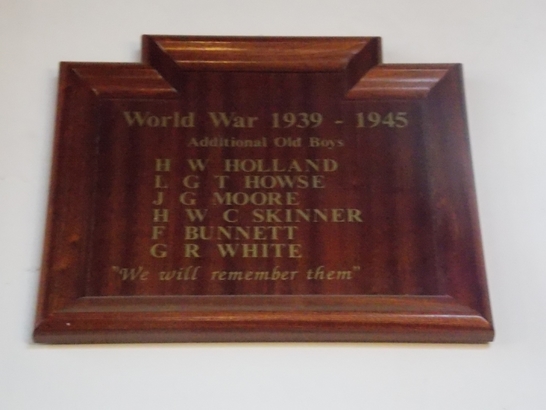 World War 1939 - 1945
Additional Old Boys
H W HOLLAND
L G T HOWSE
J G MOORE
H W C SKINNER
F BUNNETT
G R WHITE
"We will remember them"